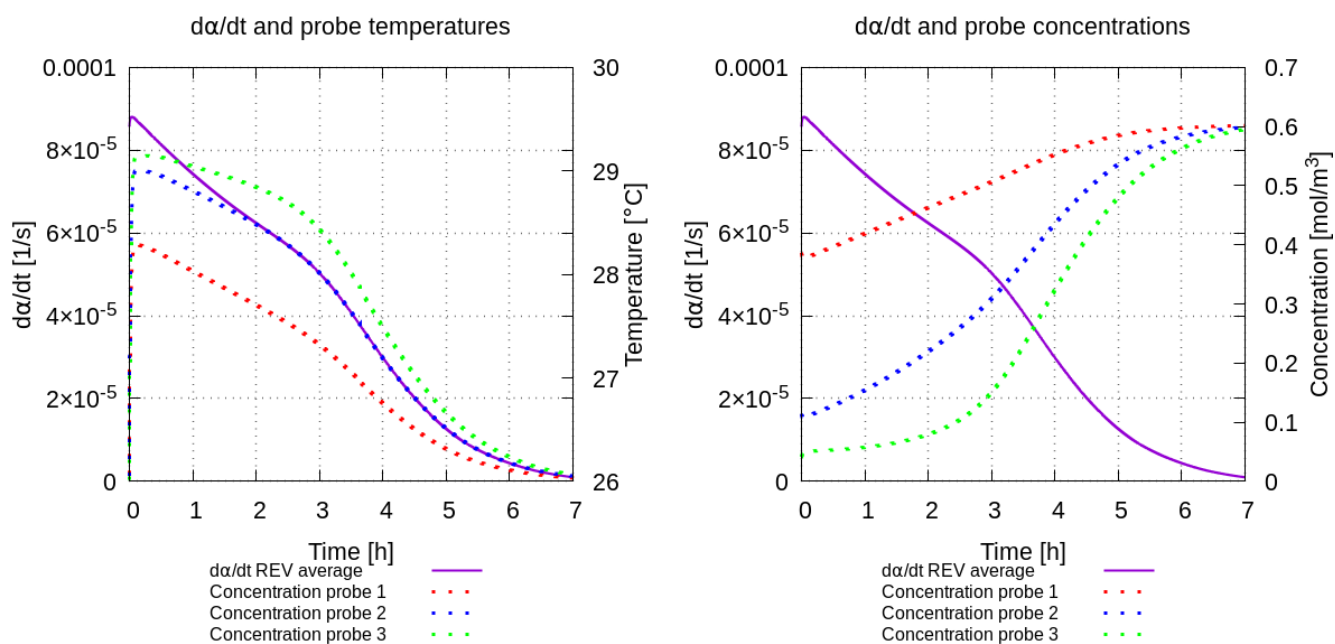 dα/dt and probe temperatures
0.0001
8×10⁻⁵
6×10⁻⁵
4×10⁻⁵
2×10⁻⁵
0
dα/dt [1/s]
30
29
28
27
26
Temperature [°C]
0 1 2 3 4 5 6 7
Time [h]
dα/dt REV average
Concentration probe 1
Concentration probe 2
Concentration probe 3
dα/dt and probe concentrations
0.0001
8×10⁻⁵
6×10⁻⁵
4×10⁻⁵
2×10⁻⁵
0
dα/dt [1/s]
0.7
0.6
0.5
0.4
0.3
0.2
0.1
0
Concentration [mol/m³]
0 1 2 3 4 5 6 7
Time [h]
dα/dt REV average
Concentration probe 1
Concentration probe 2
Concentration probe 3